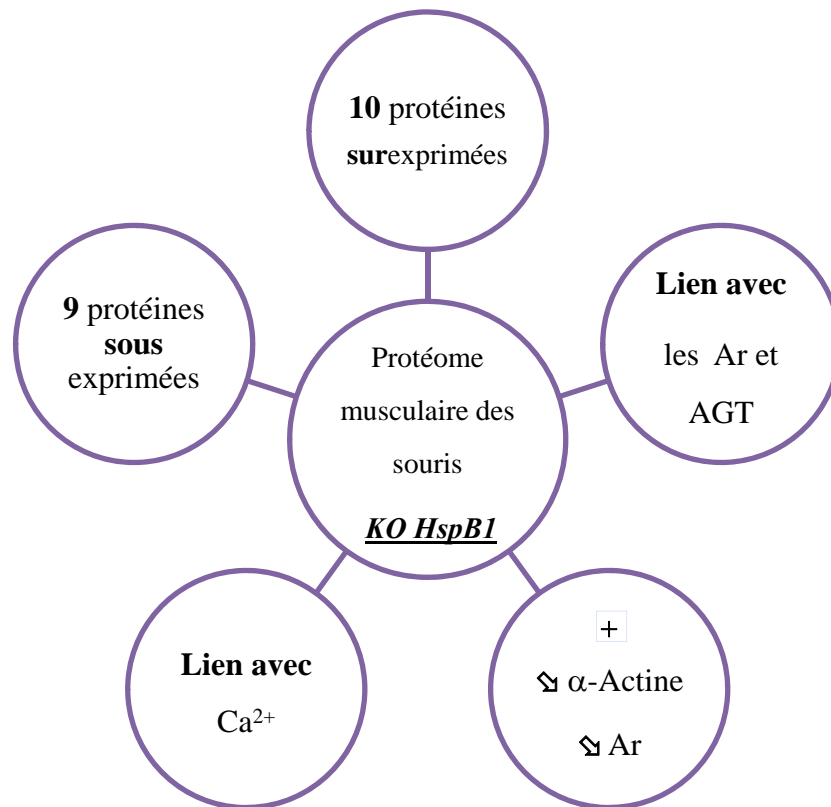 10 protéines
surexprimées
Lien avec
les Ar et
AGT
9 protéines
sous
exprimées
Protéome
musculaire des
souris
KO HspB1
Lien avec
Ca²⁺
+
⬂ α-Actine
⬂ Ar